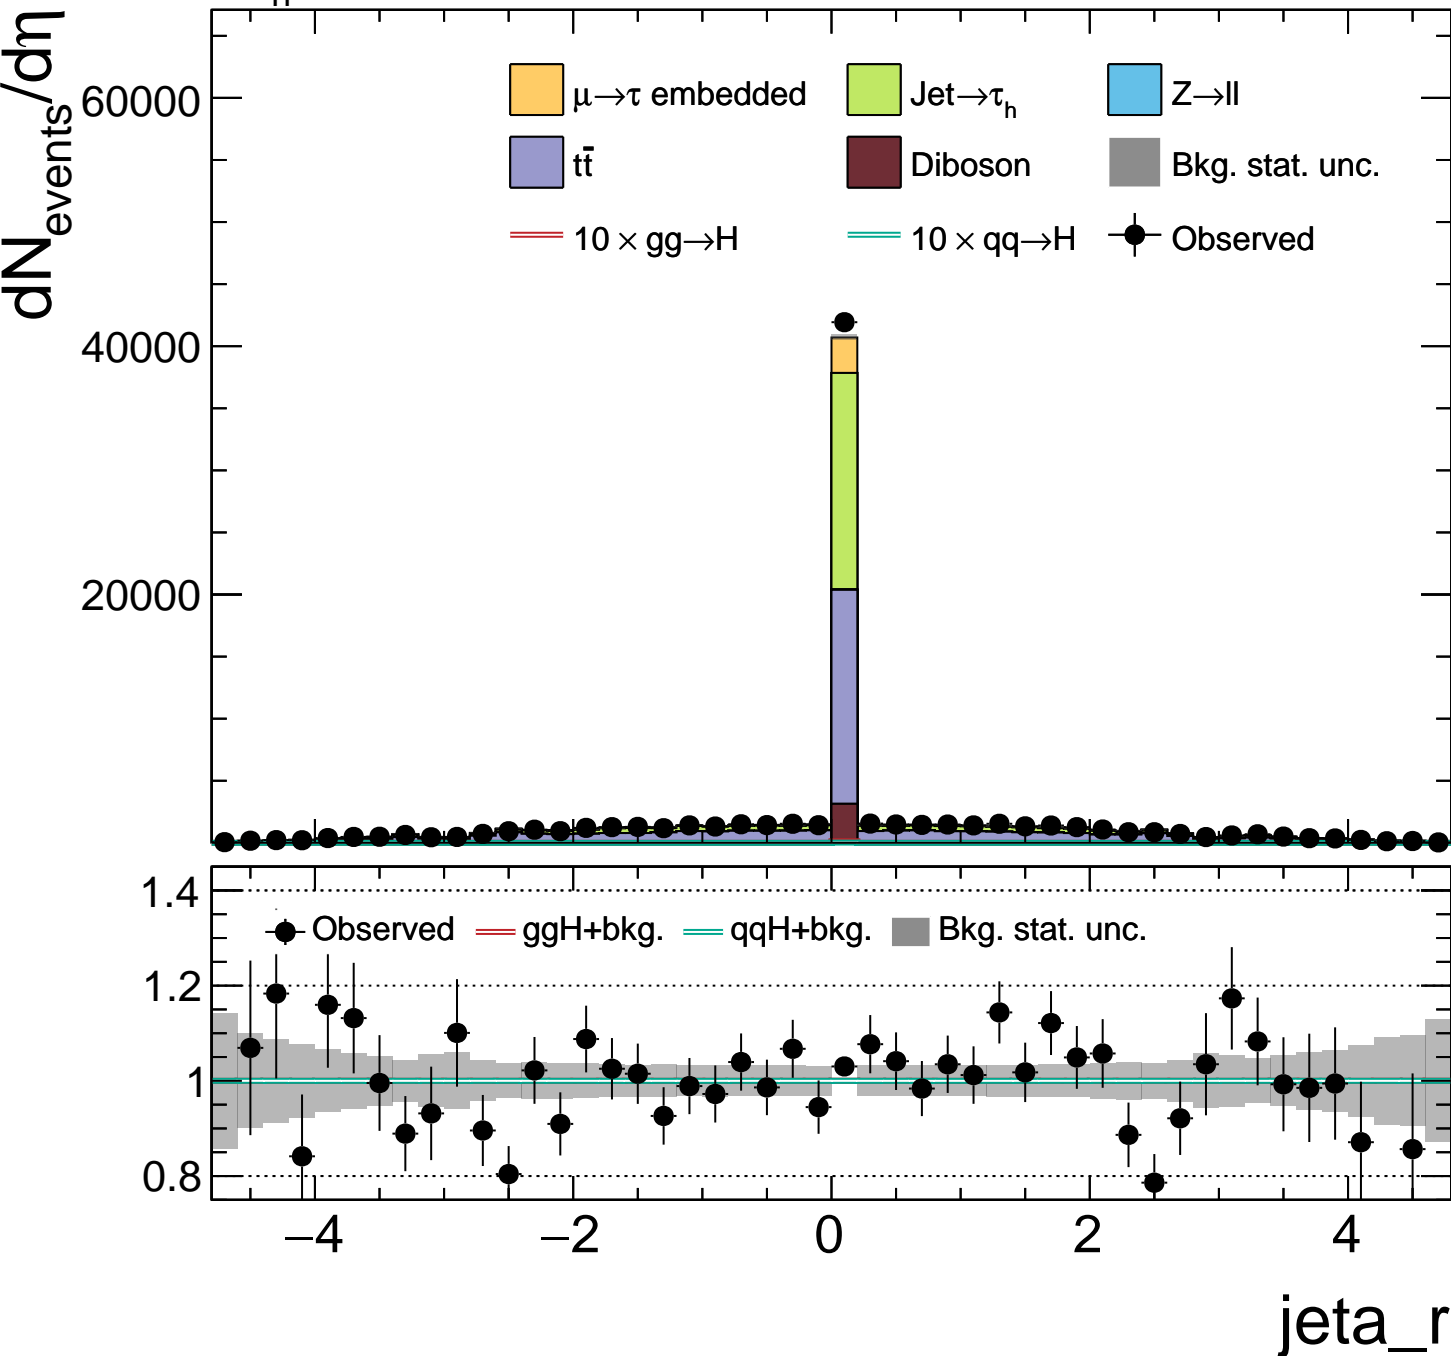 dN_events/dη
60000
40000
20000
μ→τ embedded
Jet→τ_h
Z→ll
tt̄
Diboson
Bkg. stat. unc.
10 × gg→H
10 × qq→H
Observed
1.4
1.2
1
0.8
Observed
ggH+bkg.
qqH+bkg.
Bkg. stat. unc.
−4
−2
0
2
4
jeta_r